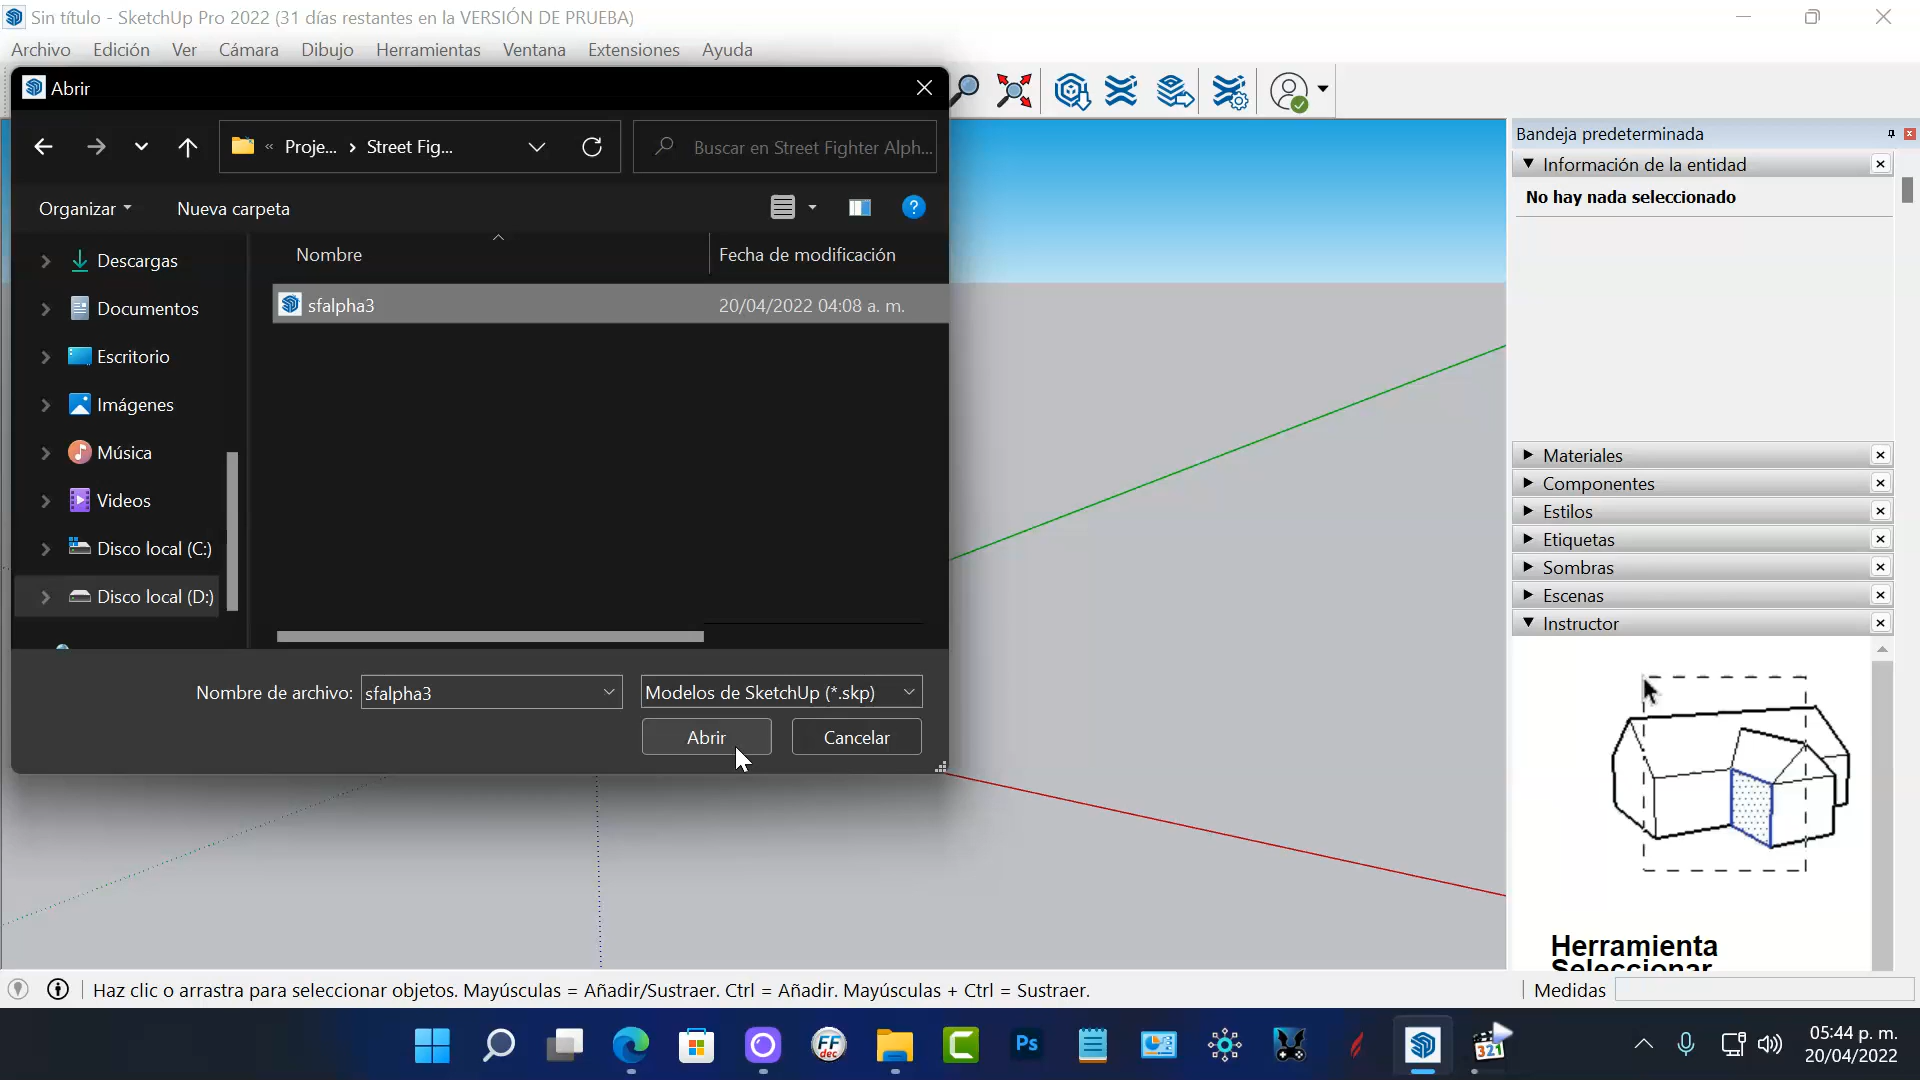 Sin título - SketchUp Pro 2022 (31 días restantes en la VERSIÓN DE PRUEBA)
Archivo Edición Ver Cámara Dibujo Herramientas Ventana Extensiones Ayuda
Abrir
« Proje... › Street Fig...
Buscar en Street Fighter Alph...
Organizar
Nueva carpeta
Nombre
Fecha de modificación
sfalpha3
20/04/2022 04:08 a. m.
Descargas
Documentos
Escritorio
Imágenes
Música
Videos
Disco local (C:)
Disco local (D:)
Nombre de archivo: sfalpha3
Modelos de SketchUp (*.skp)
Abrir
Cancelar
Bandeja predeterminada
Información de la entidad
No hay nada seleccionado
Materiales
Componentes
Estilos
Etiquetas
Sombras
Escenas
Instructor
Herramienta
Seleccionar
Haz clic o arrastra para seleccionar objetos. Mayúsculas = Añadir/Sustraer. Ctrl = Añadir. Mayúsculas + Ctrl = Sustraer.
Medidas
FF
dec
Ps
321
05:44 p. m.
20/04/2022